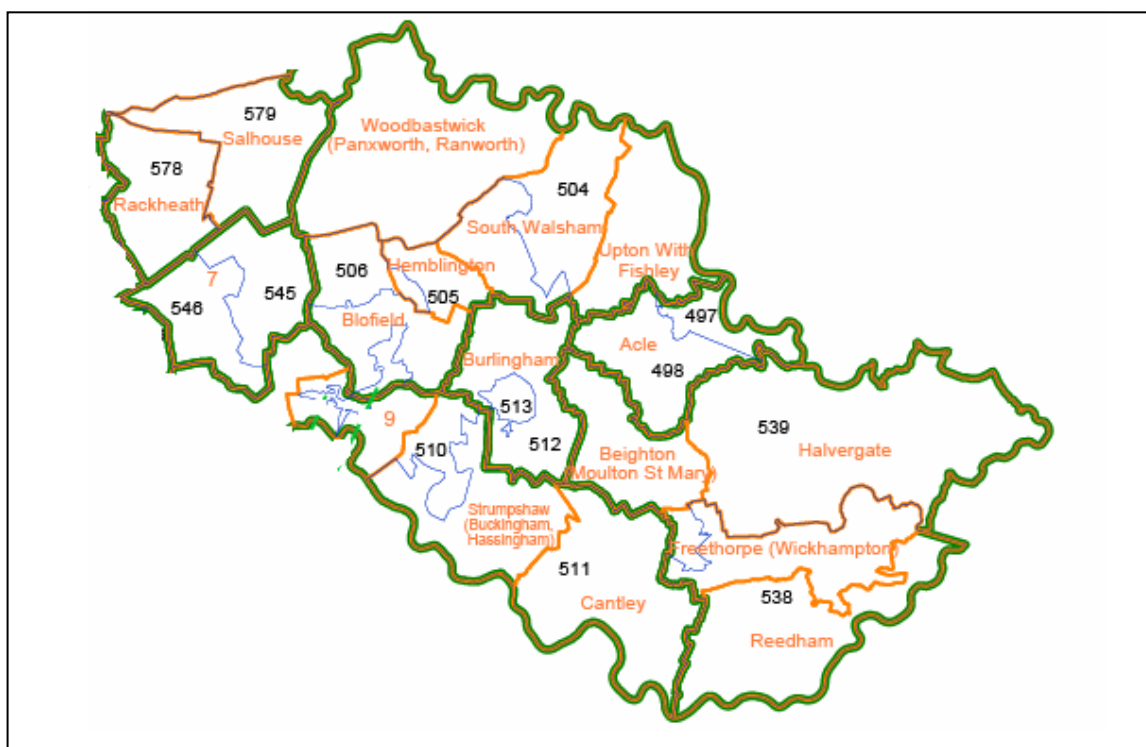 579
Salhouse
Woodbastwick
(Panxworth, Ranworth)
578
Rackheath
504
South Walsham
Upton With
Fishley
7
546
545
506
Hemblington
505
Blofield
497
Acle
498
Burlingham
513
512
9
510
539
Halvergate
Beighton
(Moulton St Mary)
Strumpshaw
(Buckingham,
Hassingham)
Freethorpe (Wickhampton)
511
Cantley
538
Reedham